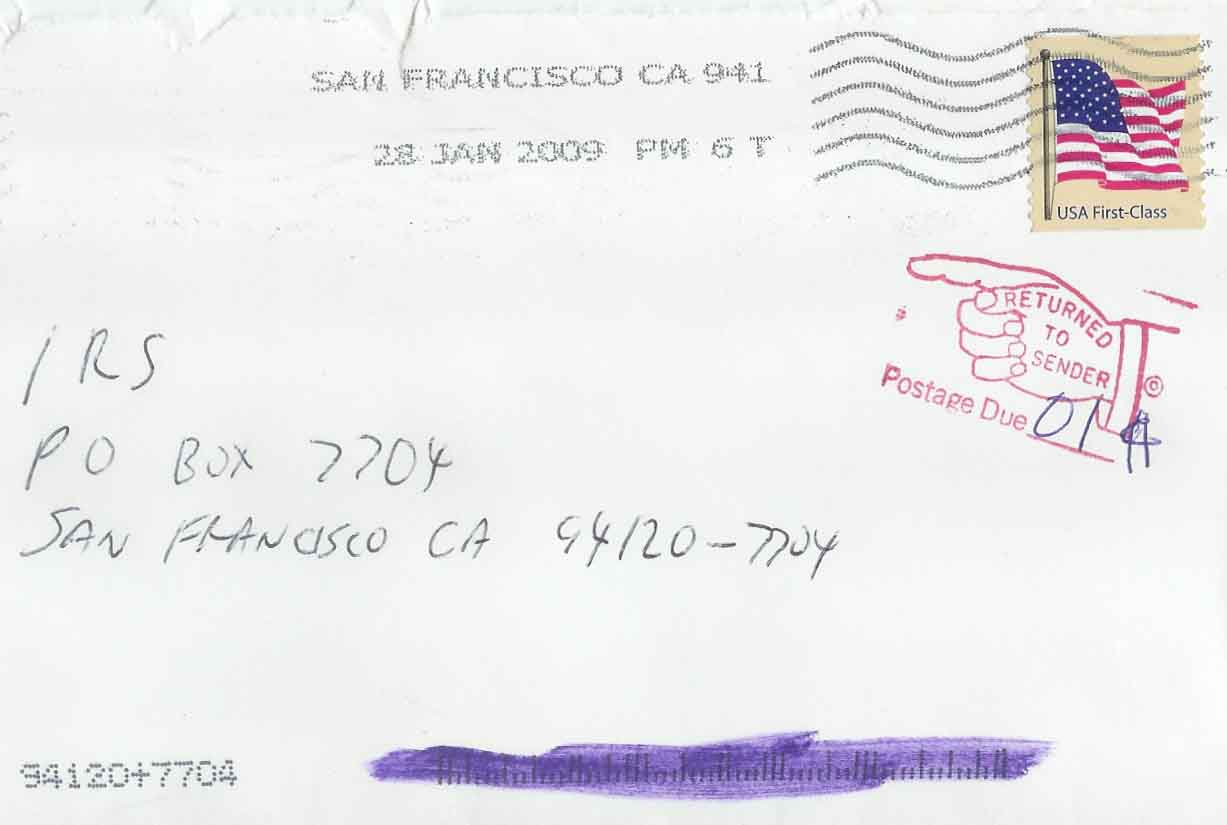 SAN FRANCISCO CA 941
28 JAN 2009 PM 6 T
USA First-Class
RETURNED
TO
SENDER
©
Postage Due 01
IRS
PO BOX 7704
SAN FRANCISCO CA 94120-7704
94120+7704